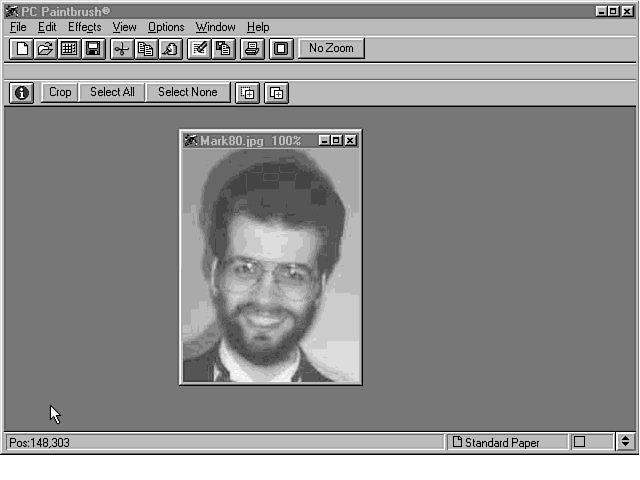 PC Paintbrush®
File Edit Effects View Options Window Help
No Zoom
Crop Select All Select None
Mark80.jpg 100%
Pos:148,303 Standard Paper